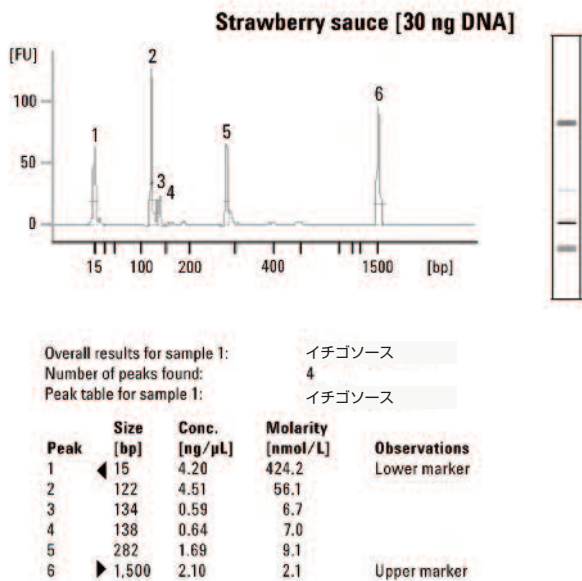 Strawberry sauce [30 ng DNA]
[FU]
100
50
0
1
2
3
4
5
6
15 100 200 400 1500 [bp]
Overall results for sample 1: イチゴソース
Number of peaks found: 4
Peak table for sample 1: イチゴソース
Size Conc. Molarity
Peak [bp] [ng/µL] [nmol/L] Observations
1 15 4.20 424.2 Lower marker
2 122 4.51 56.1
3 134 0.59 6.7
4 138 0.64 7.0
5 282 1.69 9.1
6 1,500 2.10 2.1 Upper marker